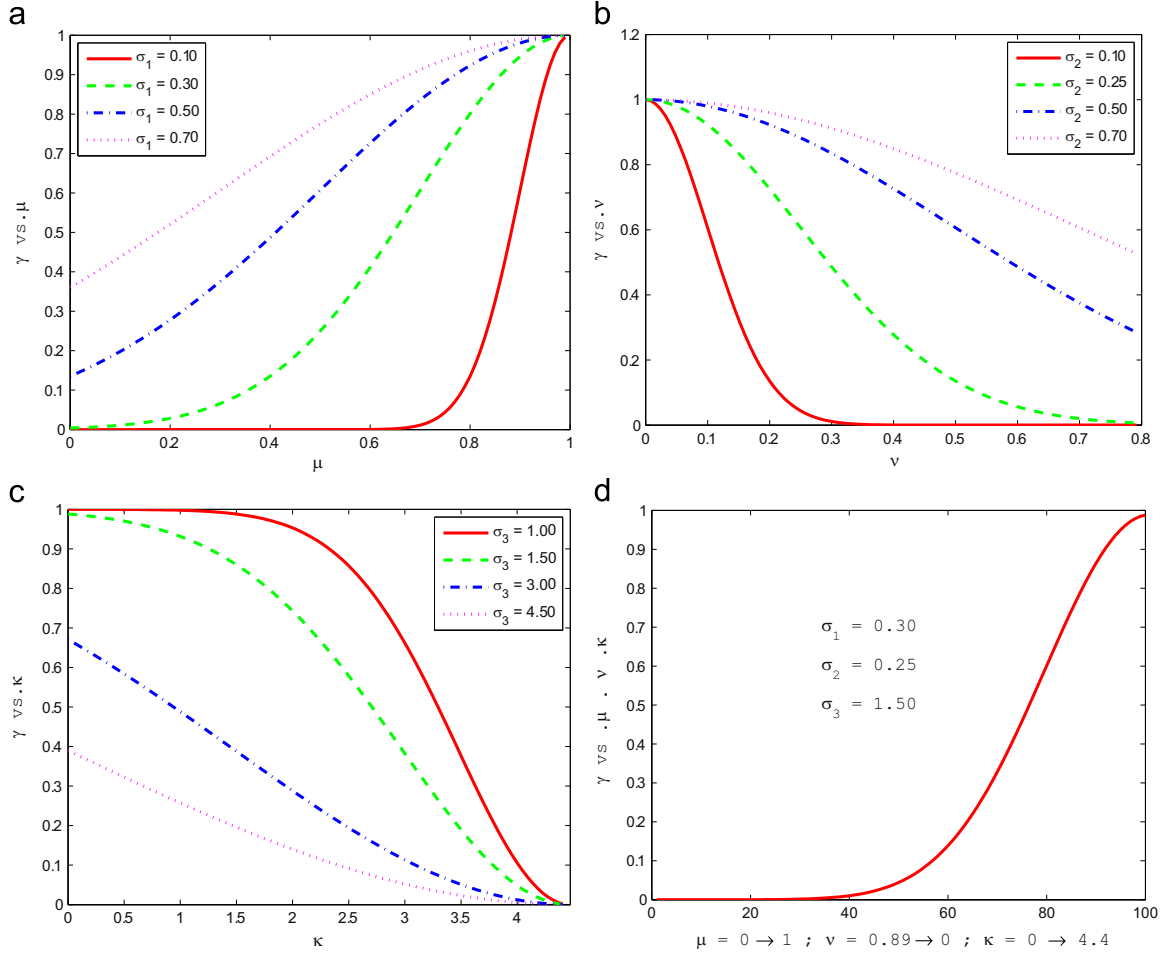 a
γ vs.μ
1
0.9
0.8
0.7
0.6
0.5
0.4
0.3
0.2
0.1
0
σ1 = 0.10
σ1 = 0.30
σ1 = 0.50
σ1 = 0.70
0 0.2 0.4 0.6 0.8 1
μ
b
γ vs.ν
1.2
1
0.8
0.6
0.4
0.2
0
σ2 = 0.10
σ2 = 0.25
σ2 = 0.50
σ2 = 0.70
0 0.1 0.2 0.3 0.4 0.5 0.6 0.7 0.8
ν
c
γ vs.κ
1
0.9
0.8
0.7
0.6
0.5
0.4
0.3
0.2
0.1
0
σ3 = 1.00
σ3 = 1.50
σ3 = 3.00
σ3 = 4.50
0 0.5 1 1.5 2 2.5 3 3.5 4
κ
d
γ vs .μ . ν .κ
1
0.9
0.8
0.7
0.6
0.5
0.4
0.3
0.2
0.1
0
σ1 = 0.30
σ2 = 0.25
σ3 = 1.50
0 20 40 60 80 100
μ = 0 → 1 ; ν = 0.89 → 0 ; κ = 0 → 4.4